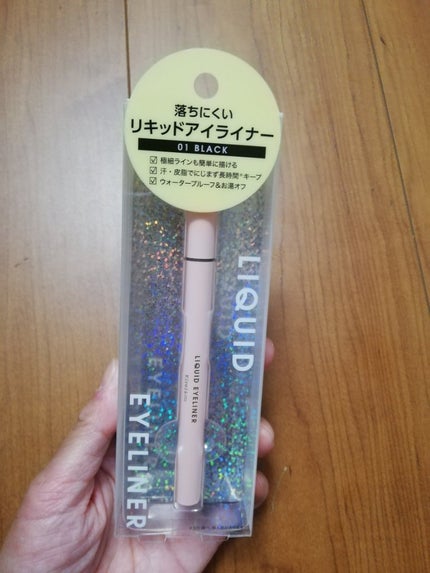 落ちにくい
リキッドアイライナー
01 BLACK
極細ラインも簡単に描ける
汗・皮脂でにじまず長時間*キープ
ウォータープルーフ&お湯オフ
LIQUID
EYELINER
LIQUID EYELINER